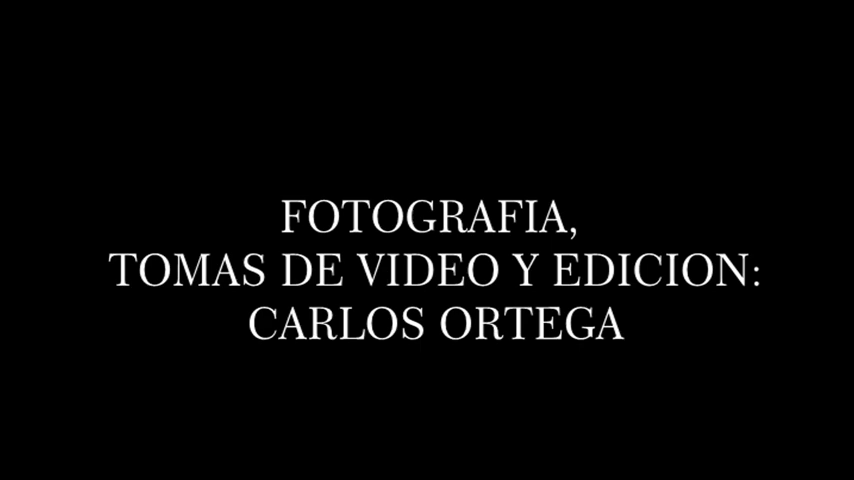 FOTOGRAFIA,
TOMAS DE VIDEO Y EDICION:
CARLOS ORTEGA